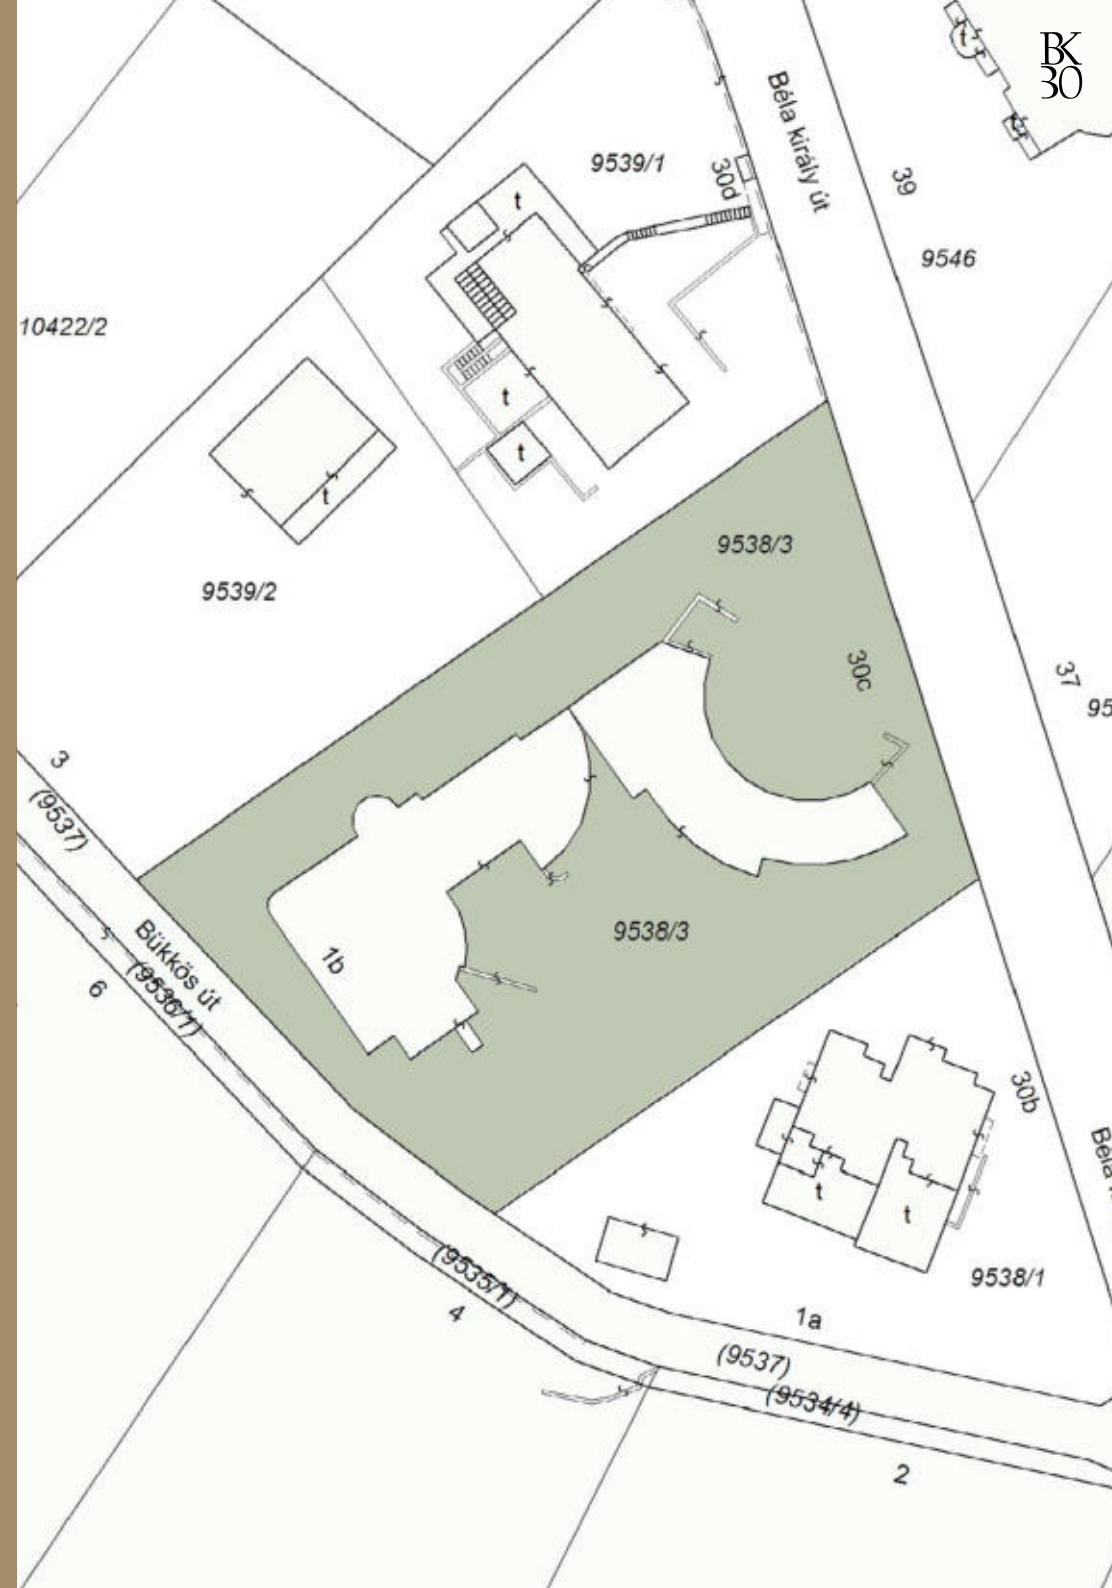 BK
30
Béla király út
9539/1
30d
39
9546
t
t
10422/2
t
t
t
9539/2
9538/3
30c
37
95
3
(9537)
9538/3
1b
Bükkös út
(9536/1)
6
30b
Béla
t
t
9538/1
(9535/1)
4
1a
(9537)
(9534/4)
2